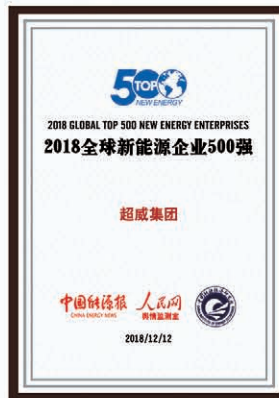 500
TOP
NEW ENERGY
2018 GLOBAL TOP 500 NEW ENERGY ENTERPRISES
2018全球新能源企业500强
超威集团
中国能源报 人民网
CHINA ENERGY NEWS 舆情监测室
2018/12/12